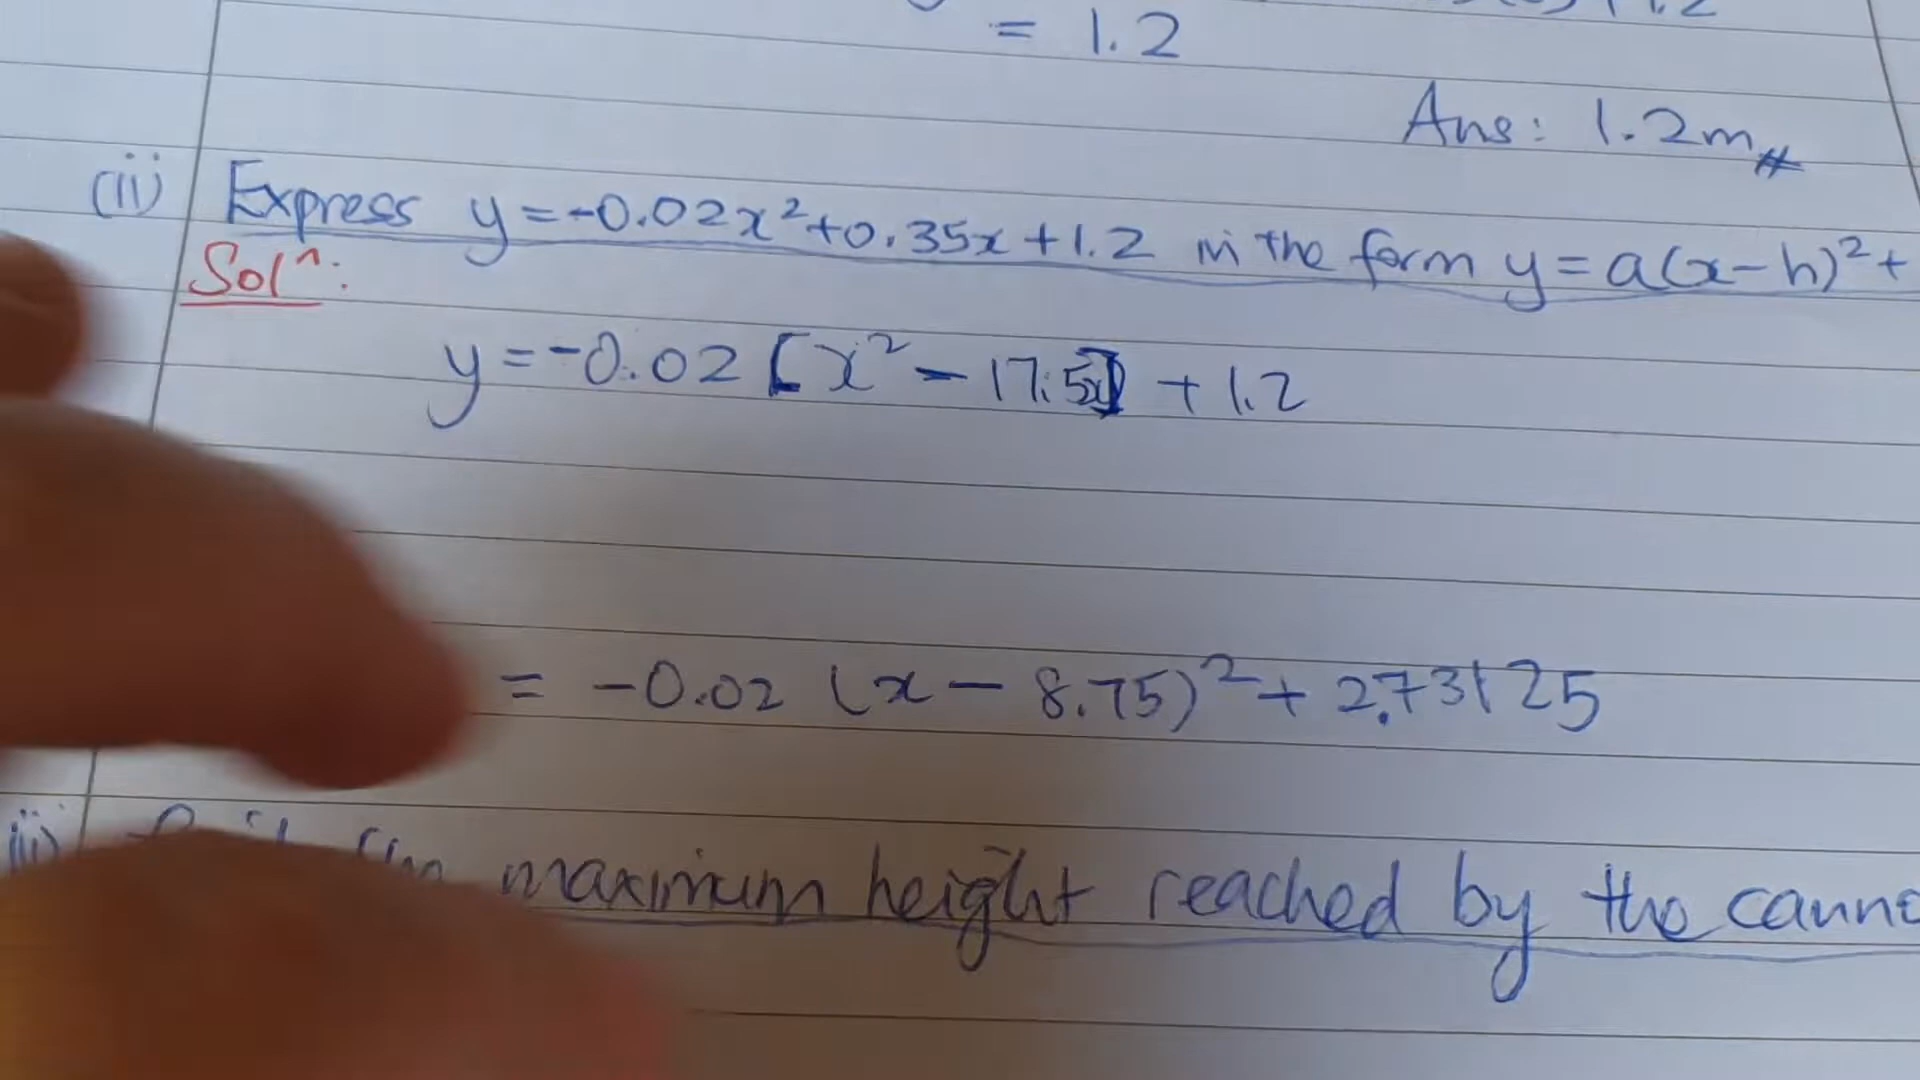 = 1.2
Ans: 1.2m #
(ii) Express y=-0.02x²+0.35x+1.2 in the form y=a(x-h)²+
Solⁿ:
y=-0.02[x²-17.5x]+1.2
= -0.02(x-8.75)²+2.73125
maximum height reached by the